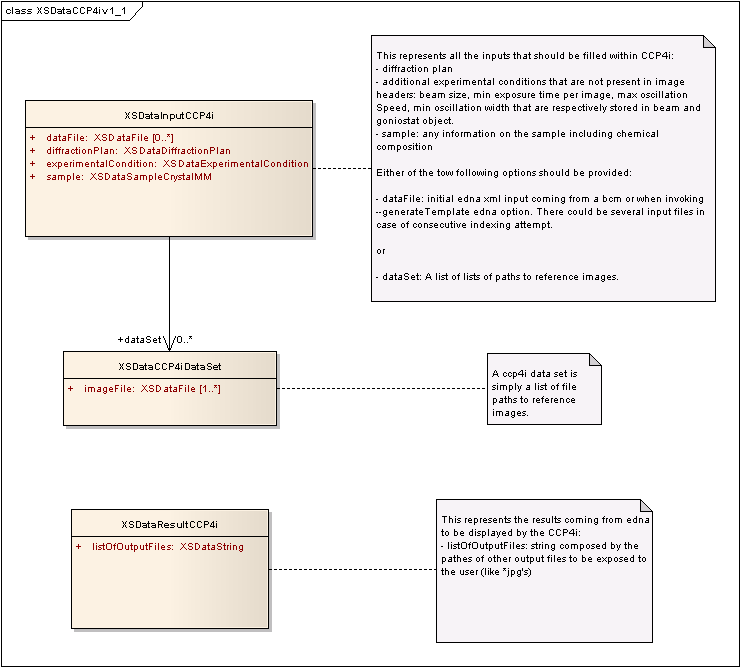 class XSDataCCP4iv1_1
This represents all the inputs that should be filled within CCP4i:
- diffraction plan
- additional experimental conditions that are not present in image
headers: beam size, min exposure time per image, max oscillation
Speed, min oscillation width that are respectively stored in beam and
goniostat object.
- sample: any information on the sample including chemical
composition
Either of the tow following options should be provided:
- dataFile: initial edna xml input coming from a bcm or when invoking
--generateTemplate edna option. There could be several input files in
case of consecutive indexing attempt.
or
- dataSet: A list of lists of paths to reference images.
XSDataInputCCP4i
+ dataFile: XSDataFile [0..*]
+ diffractionPlan: XSDataDiffractionPlan
+ experimentalCondition: XSDataExperimentalCondition
+ sample: XSDataSampleCrystalMM
+dataSet 0..*
XSDataCCP4iDataSet
+ imageFile: XSDataFile [1..*]
A ccp4i data set is
simply a list of file
paths to reference
images.
XSDataResultCCP4i
+ listOfOutputFiles: XSDataString
This represents the results coming from edna
to be displayed by the CCP4i:
- listOfOutputFiles: string composed by the
pathes of other output files to be exposed to
the user (like *jpg's)